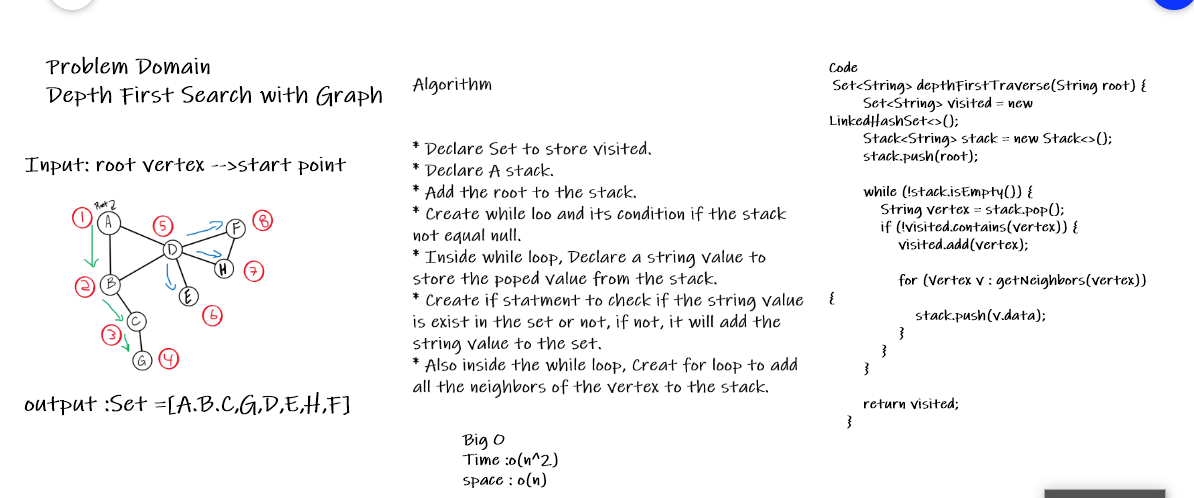 Problem Domain
Depth First Search with Graph
Input: root vertex -->start point
Root
1
A
2
B
3
C
4
G
5
D
6
E
7
H
8
F
output :Set =[A.B.C,G,D,E,H,F]
Algorithm
* Declare Set to store visited.
* Declare A stack.
* Add the root to the stack.
* Create while loo and its condition if the stack
not equal null.
* Inside while loop, Declare a string value to
store the poped value from the stack.
* Create if statment to check if the string value
is exist in the set or not, if not, it will add the
string value to the set.
* Also inside the while loop, Creat for loop to add
all the neighbors of the vertex to the stack.
Big O
Time :o(n^2)
space : o(n)
Code
Set<String> depthFirstTraverse(String root) {
Set<String> visited = new
LinkedHashSet<>();
Stack<String> stack = new Stack<>();
stack.push(root);
while (!stack.isEmpty()) {
String vertex = stack.pop();
if (!visited.contains(vertex)) {
visited.add(vertex);
for (Vertex v : getNeighbors(vertex))
{
stack.push(v.data);
}
}
}
return visited;
}